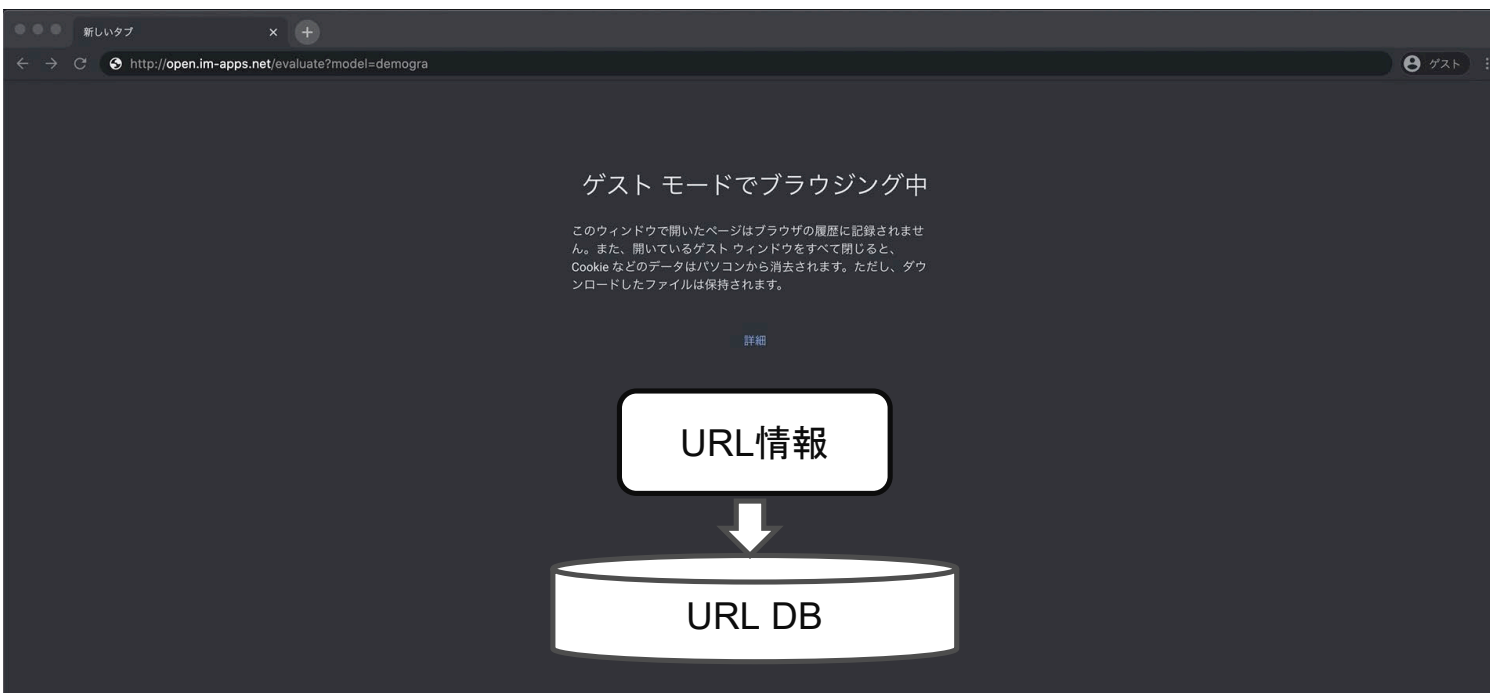 新しいタブ
http://open.im-apps.net/evaluate?model=demogra
ゲスト
ゲスト モードでブラウジング中
このウィンドウで開いたページはブラウザの履歴に記録されませ
ん。また、開いているゲスト ウィンドウをすべて閉じると、
Cookie などのデータはパソコンから消去されます。ただし、ダウ
ンロードしたファイルは保持されます。
詳細
URL情報
URL DB